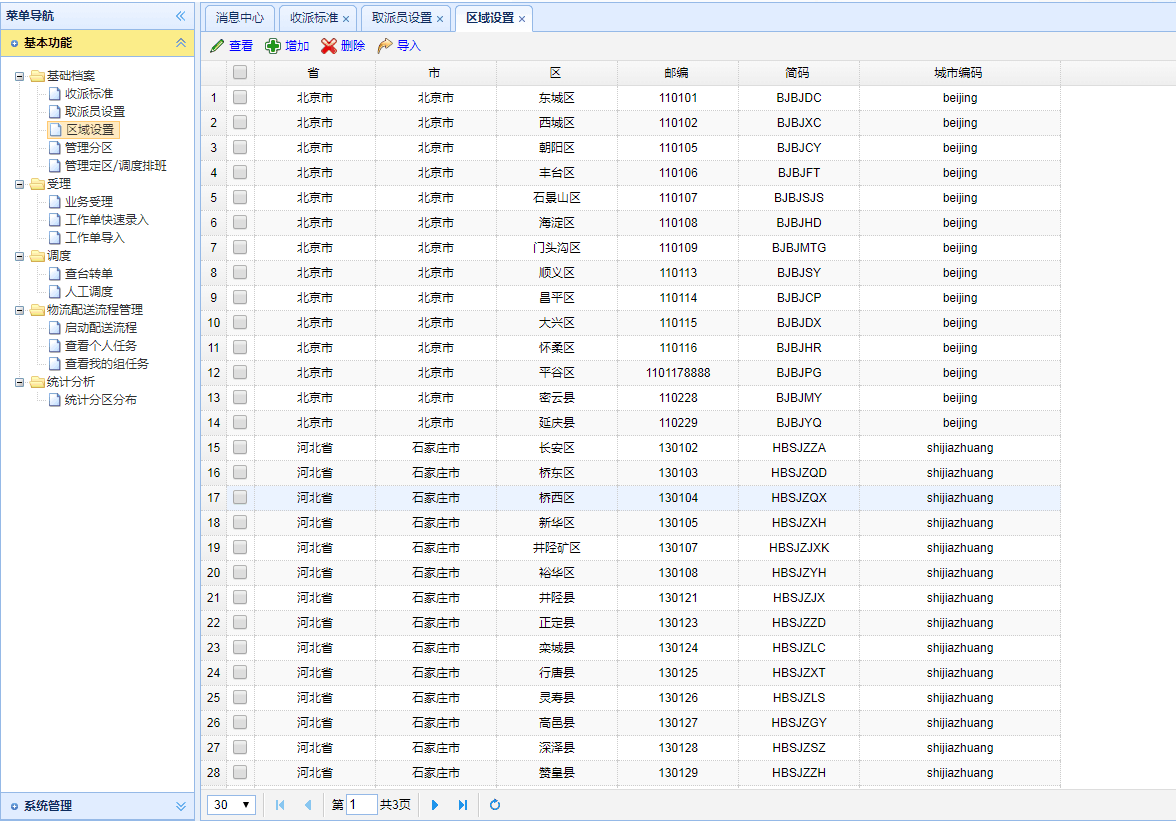 菜单导航
基本功能
基础档案
收派标准
取派员设置
区域设置
管理分区
管理定区/调度排班
受理
业务受理
工作单快速录入
工作单导入
调度
查台转单
人工调度
物流配送流程管理
启动配送流程
查看个人任务
查看我的组任务
统计分析
统计分区分布
系统管理
消息中心 收派标准 取派员设置 区域设置
查看 增加 删除 导入
省 市 区 邮编 简码 城市编码
1 北京市 北京市 东城区 110101 BJBJDC beijing
2 北京市 北京市 西城区 110102 BJBJXC beijing
3 北京市 北京市 朝阳区 110105 BJBJCY beijing
4 北京市 北京市 丰台区 110106 BJBJFT beijing
5 北京市 北京市 石景山区 110107 BJBJSJS beijing
6 北京市 北京市 海淀区 110108 BJBJHD beijing
7 北京市 北京市 门头沟区 110109 BJBJMTG beijing
8 北京市 北京市 顺义区 110113 BJBJSY beijing
9 北京市 北京市 昌平区 110114 BJBJCP beijing
10 北京市 北京市 大兴区 110115 BJBJDX beijing
11 北京市 北京市 怀柔区 110116 BJBJHR beijing
12 北京市 北京市 平谷区 1101178888 BJBJPG beijing
13 北京市 北京市 密云县 110228 BJBJMY beijing
14 北京市 北京市 延庆县 110229 BJBJYQ beijing
15 河北省 石家庄市 长安区 130102 HBSJZZA shijiazhuang
16 河北省 石家庄市 桥东区 130103 HBSJZQD shijiazhuang
17 河北省 石家庄市 桥西区 130104 HBSJZQX shijiazhuang
18 河北省 石家庄市 新华区 130105 HBSJZXH shijiazhuang
19 河北省 石家庄市 井陉矿区 130107 HBSJZJXK shijiazhuang
20 河北省 石家庄市 裕华区 130108 HBSJZYH shijiazhuang
21 河北省 石家庄市 井陉县 130121 HBSJZJX shijiazhuang
22 河北省 石家庄市 正定县 130123 HBSJZZD shijiazhuang
23 河北省 石家庄市 栾城县 130124 HBSJZLC shijiazhuang
24 河北省 石家庄市 行唐县 130125 HBSJZXT shijiazhuang
25 河北省 石家庄市 灵寿县 130126 HBSJZLS shijiazhuang
26 河北省 石家庄市 高邑县 130127 HBSJZGY shijiazhuang
27 河北省 石家庄市 深泽县 130128 HBSJZSZ shijiazhuang
28 河北省 石家庄市 赞皇县 130129 HBSJZZH shijiazhuang
30 第 1 共3页